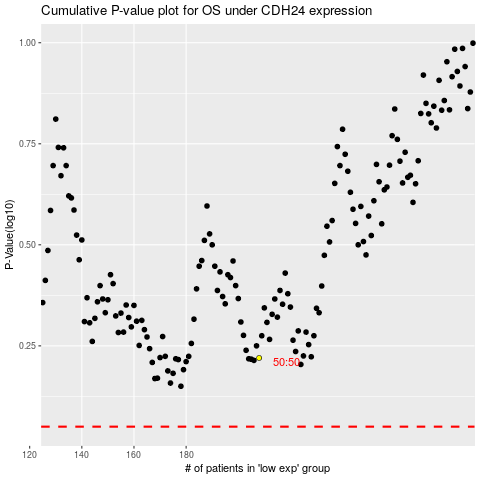 Cumulative P-value plot for OS under CDH24 expression
1.00
0.75
0.50
0.25
P-Value(log10)
50:50
120 140 160 180
# of patients in 'low exp' group